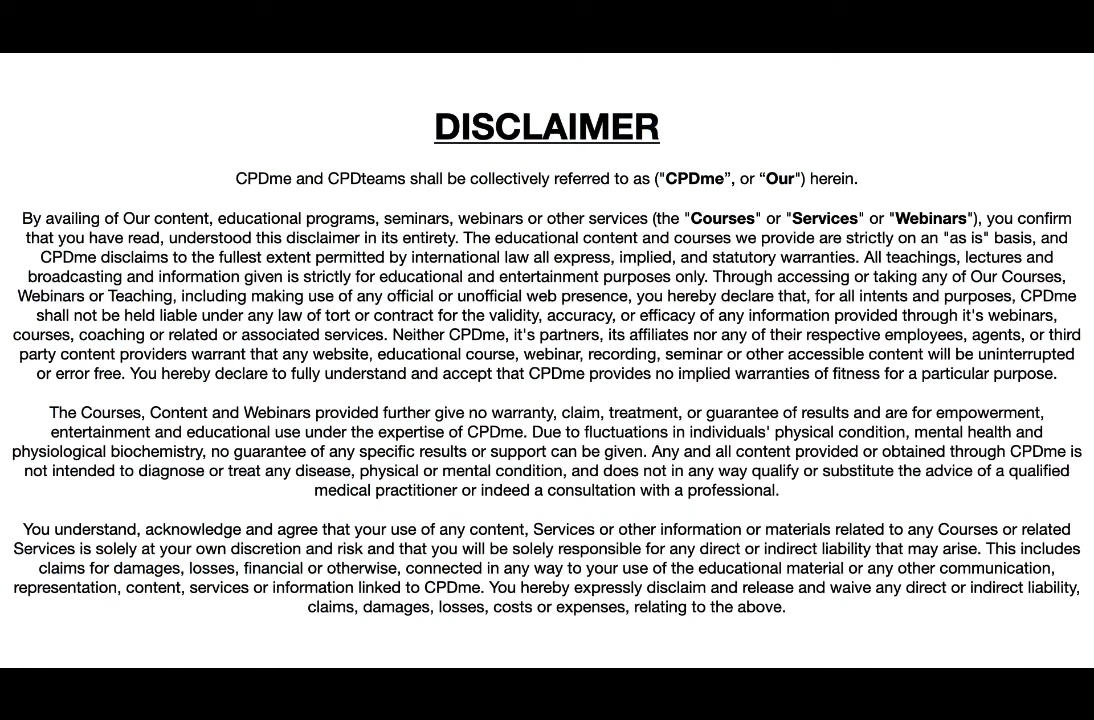 DISCLAIMER
CPDme and CPDteams shall be collectively referred to as ("CPDme”, or “Our") herein.
By availing of Our content, educational programs, seminars, webinars or other services (the "Courses" or "Services" or "Webinars"), you confirm
that you have read, understood this disclaimer in its entirety. The educational content and courses we provide are strictly on an "as is" basis, and
CPDme disclaims to the fullest extent permitted by international law all express, implied, and statutory warranties. All teachings, lectures and
broadcasting and information given is strictly for educational and entertainment purposes only. Through accessing or taking any of Our Courses,
Webinars or Teaching, including making use of any official or unofficial web presence, you hereby declare that, for all intents and purposes, CPDme
shall not be held liable under any law of tort or contract for the validity, accuracy, or efficacy of any information provided through it's webinars,
courses, coaching or related or associated services. Neither CPDme, it's partners, its affiliates nor any of their respective employees, agents, or third
party content providers warrant that any website, educational course, webinar, recording, seminar or other accessible content will be uninterrupted
or error free. You hereby declare to fully understand and accept that CPDme provides no implied warranties of fitness for a particular purpose.
The Courses, Content and Webinars provided further give no warranty, claim, treatment, or guarantee of results and are for empowerment,
entertainment and educational use under the expertise of CPDme. Due to fluctuations in individuals' physical condition, mental health and
physiological biochemistry, no guarantee of any specific results or support can be given. Any and all content provided or obtained through CPDme is
not intended to diagnose or treat any disease, physical or mental condition, and does not in any way qualify or substitute the advice of a qualified
medical practitioner or indeed a consultation with a professional.
You understand, acknowledge and agree that your use of any content, Services or other information or materials related to any Courses or related
Services is solely at your own discretion and risk and that you will be solely responsible for any direct or indirect liability that may arise. This includes
claims for damages, losses, financial or otherwise, connected in any way to your use of the educational material or any other communication,
representation, content, services or information linked to CPDme. You hereby expressly disclaim and release and waive any direct or indirect liability,
claims, damages, losses, costs or expenses, relating to the above.